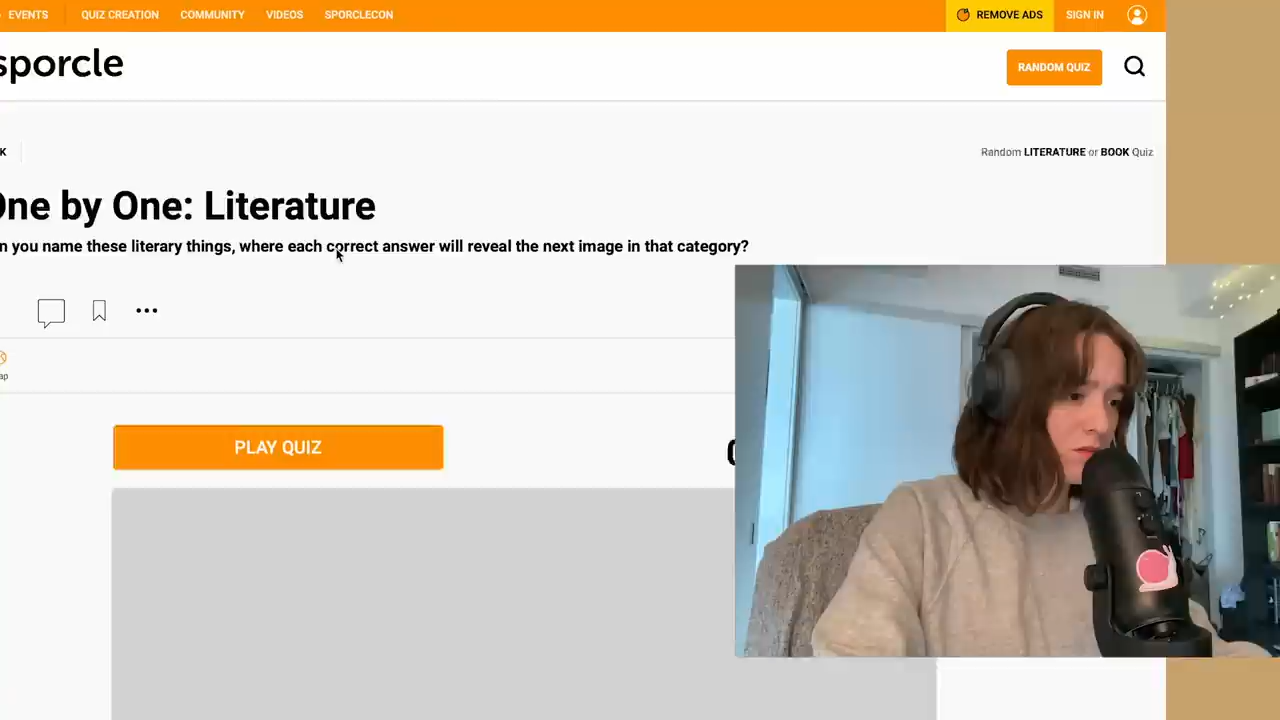 EVENTS QUIZ CREATION COMMUNITY VIDEOS SPORCLECON REMOVE ADS SIGN IN
sporcle
RANDOM QUIZ
K
Random LITERATURE or BOOK Quiz
One by One: Literature
n you name these literary things, where each correct answer will reveal the next image in that category?
ap
PLAY QUIZ